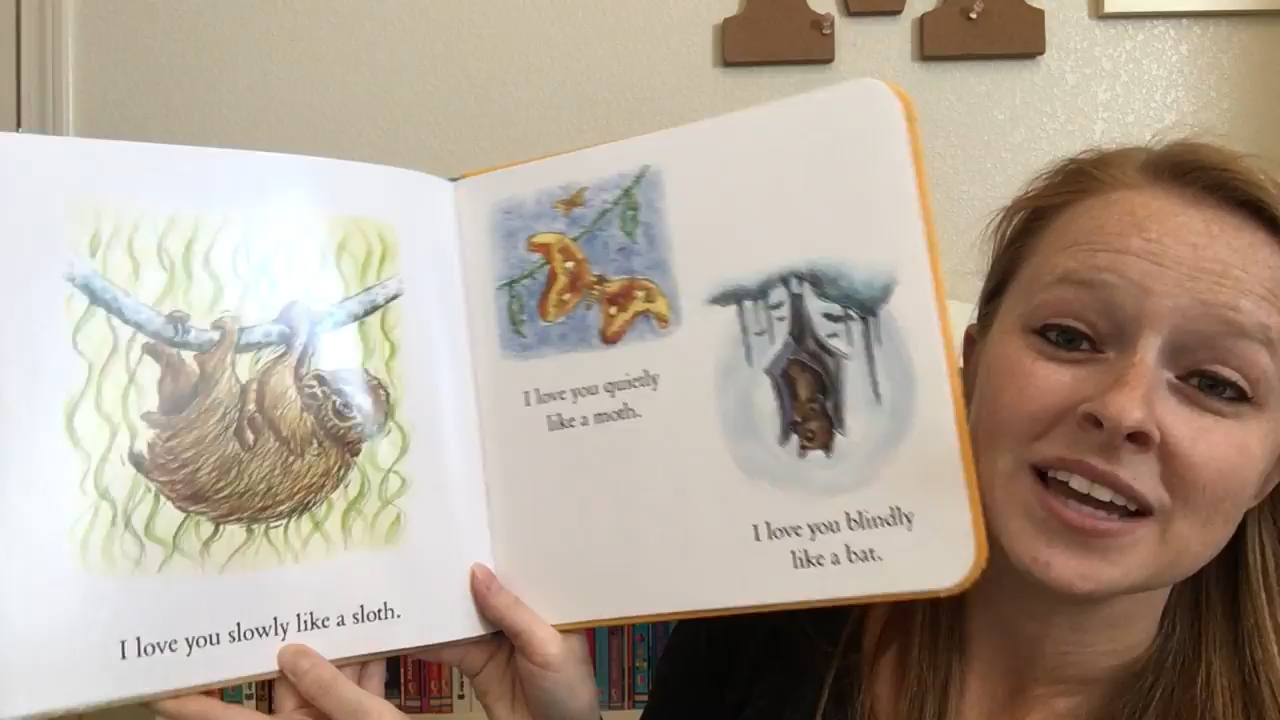 I love you slowly like a sloth.
I love you quietly
like a moth.
I love you blindly
like a bat.